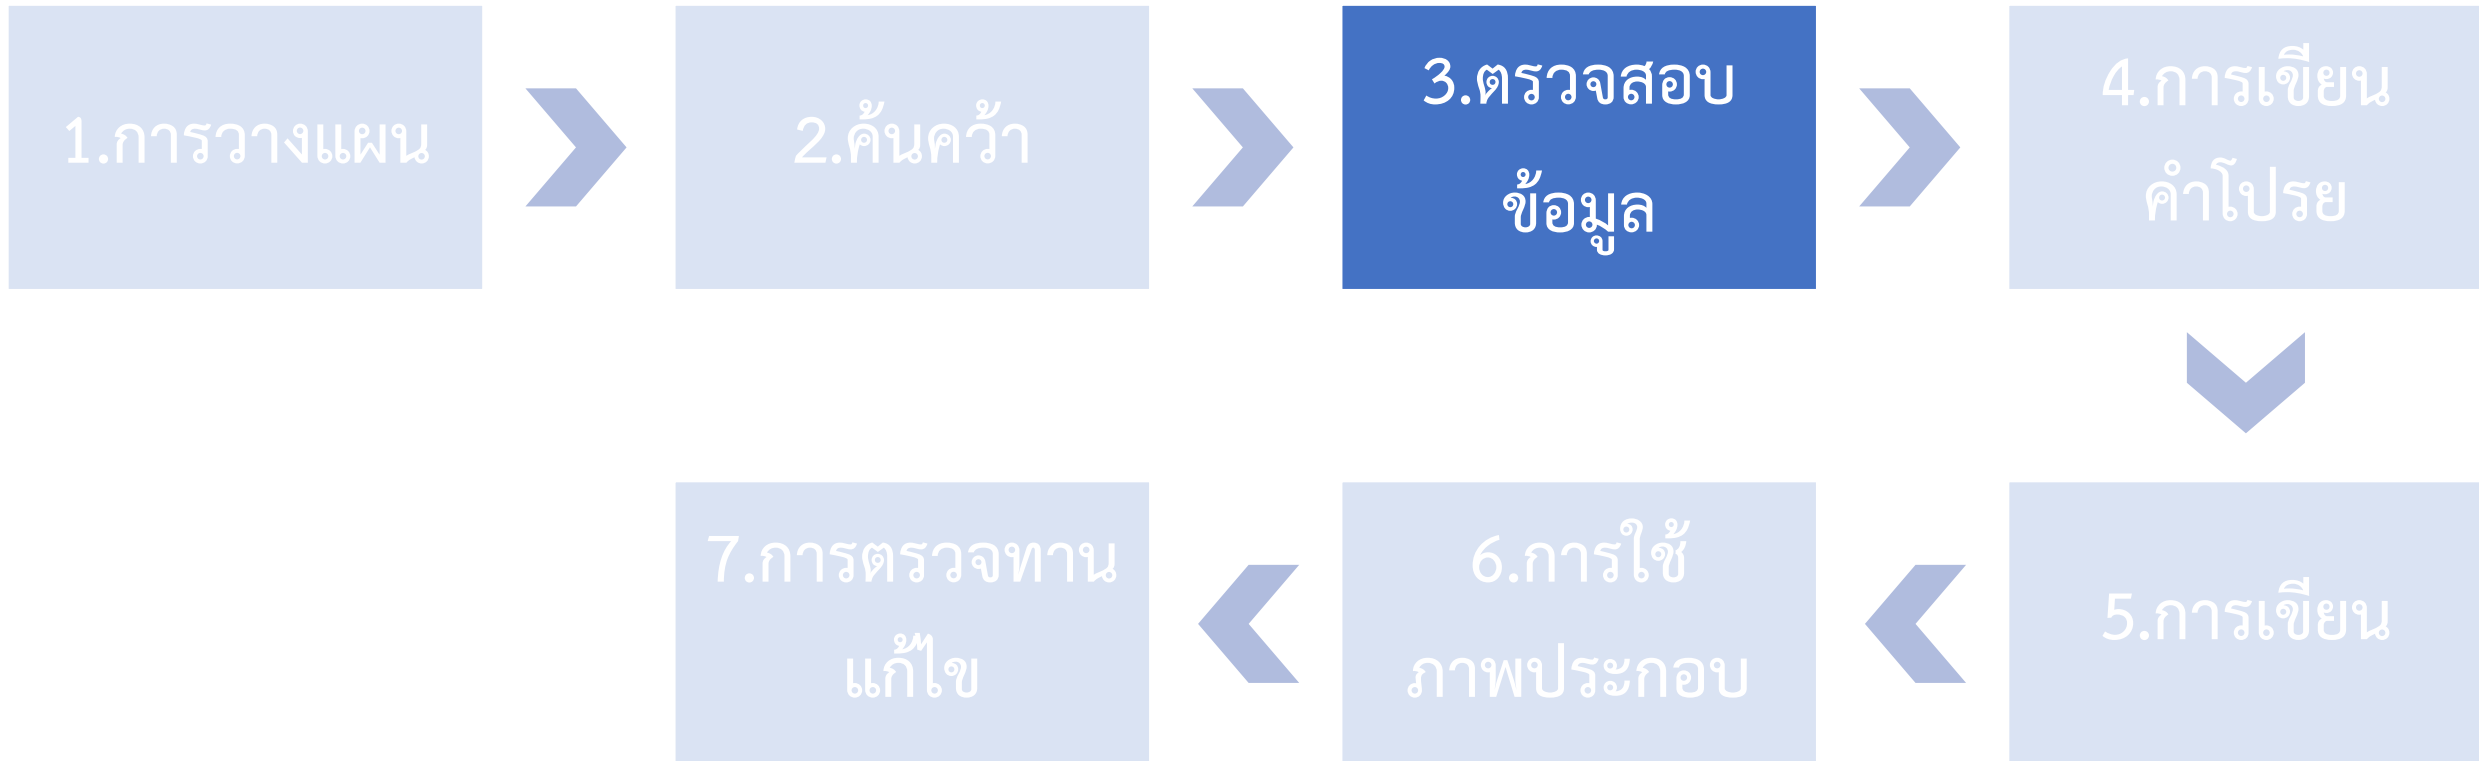 1.การวางแผน
2.ค้นคว้า
3.ตรวจสอบ
ข้อมูล
4.การเขียน
คำโปรย
5.การเขียน
6.การใช้
ภาพประกอบ
7.การตรวจทาน
แก้ไข